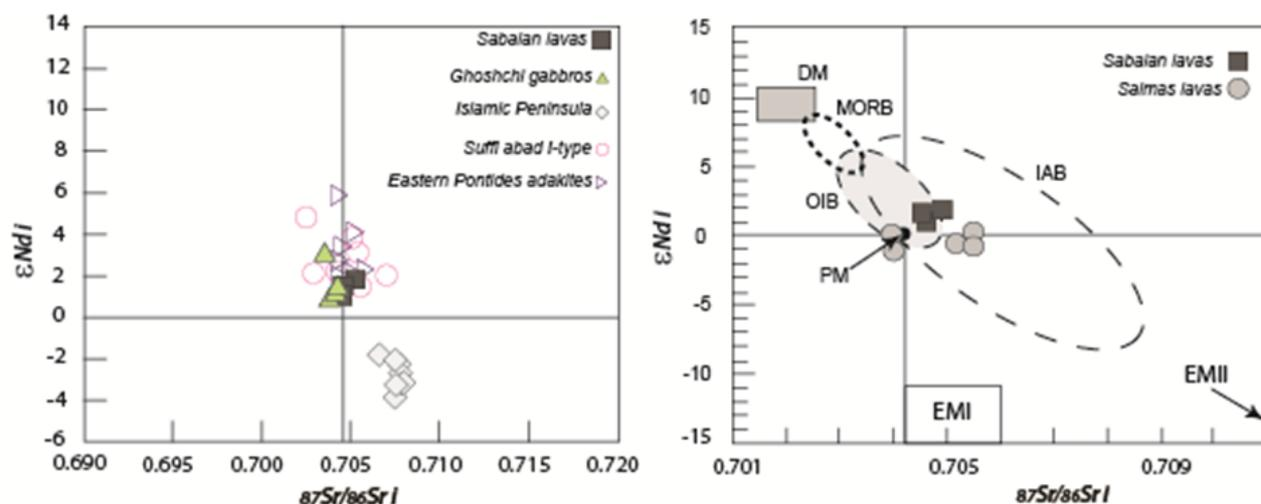 14
12
10
8
6
4
2
0
-2
-4
-6
εNd i
0.690 0.695 0.700 0.705 0.710 0.715 0.720
87Sr/86Sr i
Sabalan lavas
Ghoshchi gabbros
Islamic Peninsula
Suffi abad I-type
Eastern Pontides adakites
15
10
5
0
-5
-10
-15
εNd i
0.701 0.705 0.709
87Sr/86Sr i
Sabalan lavas
Salmas lavas
DM
MORB
IAB
OIB
PM
EMII
EMI